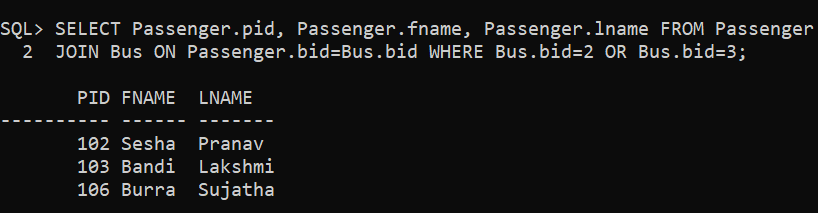 SQL> SELECT Passenger.pid, Passenger.fname, Passenger.lname FROM Passenger
  2  JOIN Bus ON Passenger.bid=Bus.bid WHERE Bus.bid=2 OR Bus.bid=3;

       PID FNAME  LNAME
---------- ------ -------
       102 Sesha  Pranav
       103 Bandi  Lakshmi
       106 Burra  Sujatha